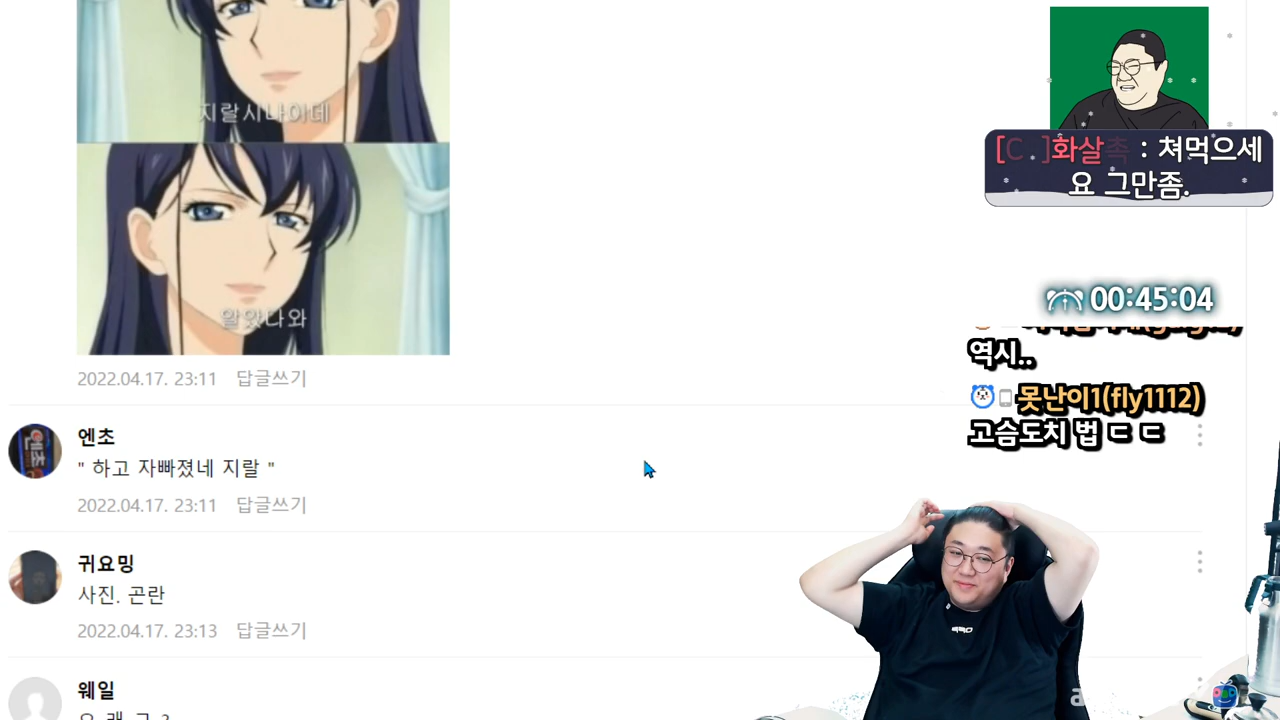 지랄시나이데
알았다와
2022.04.17. 23:11 답글쓰기
엔초
" 하고 자빠졌네 지랄 "
2022.04.17. 23:11 답글쓰기
귀요밍
사진. 곤란
2022.04.17. 23:13 답글쓰기
웨일
[C ]화살촉 : 쳐먹으세
요 그만좀.
00:45:04
역시..
못난이1(fly1112)
고슴도치 법 ㄷ ㄷ